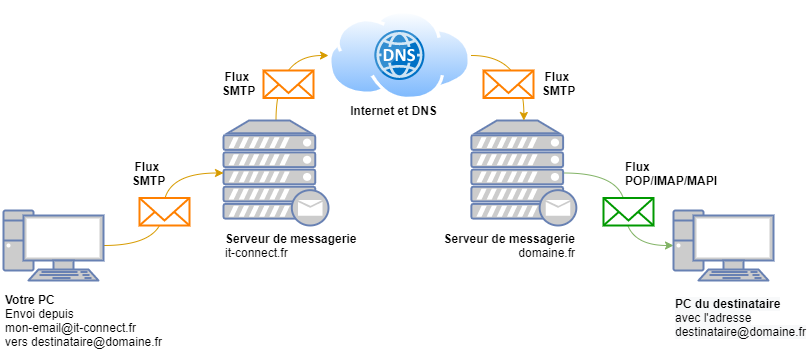 DNS
Flux
SMTP
Flux
SMTP
Internet et DNS
Flux
SMTP
Flux
POP/IMAP/MAPI
Serveur de messagerie
it-connect.fr
Serveur de messagerie
domaine.fr
Votre PC
Envoi depuis
mon-email@it-connect.fr
vers destinataire@domaine.fr
PC du destinataire
avec l'adresse
destinataire@domaine.fr